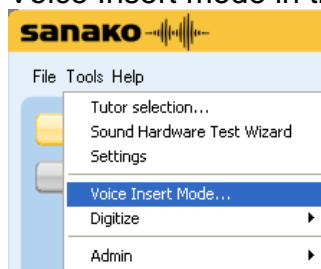 Voice Insert mode in t
sanako
File Tools Help
Tutor selection...
Sound Hardware Test Wizard
Settings
Voice Insert Mode...
Digitize
Admin